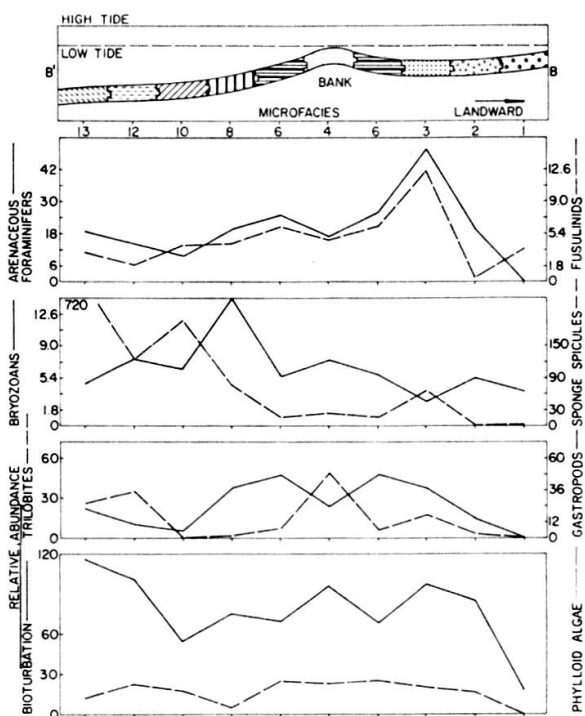 HIGH TIDE
LOW TIDE
B' B
BANK
MICROFACIES LANDWARD
13 12 10 8 6 4 6 3 2 1
ARENACEOUS FORAMINIFERS
42
30
18
6
0
FUSULINIDS
12.6
9.0
5.4
1.8
0
BRYOZOANS
720
12.6
9.0
5.4
1.8
0
SPONGE SPICULES
150
90
30
0
RELATIVE ABUNDANCE
TRILOBITES
60
30
0
GASTROPODS
60
36
12
0
BIOTURBATION
120
60
30
0
PHYLLOID ALGAE